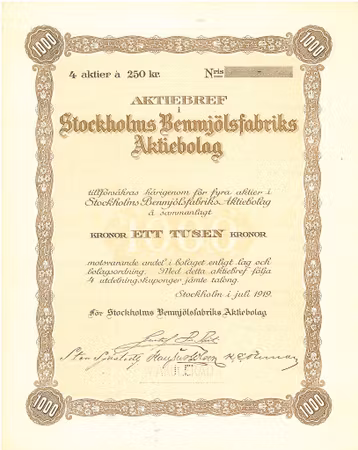 1000 1000
4 aktier à 250 kr. Nris
AKTIEBREF
i
Stockholms Benmjölsfabriks
Aktiebolag
tillförsäkras härigenom för fyra aktier i
Stockholms Benmjölsfabriks Aktiebolag
å sammanlagt
KRONOR ETT TUSEN KRONOR
motsvarande andel i bolaget enligt lag och
bolagsordning. Med detta aktiebref följa
4 utdelningskuponger jämte talong.
Stockholm i juli 1919.
För Stockholms Benmjölsfabriks Aktiebolag.
1000 1000